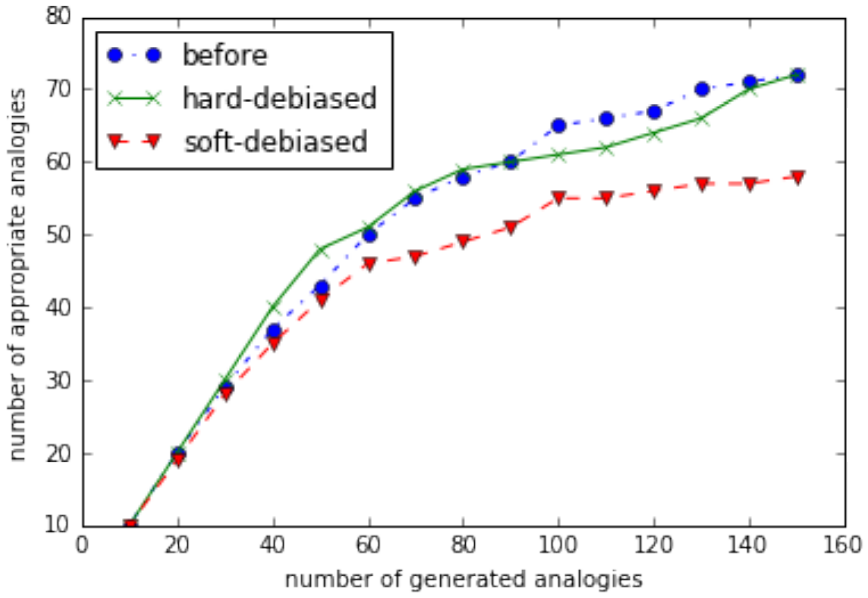 80
70
60
50
40
30
20
10
number of appropriate analogies
before
hard-debiased
soft-debiased
0 20 40 60 80 100 120 140 160
number of generated analogies